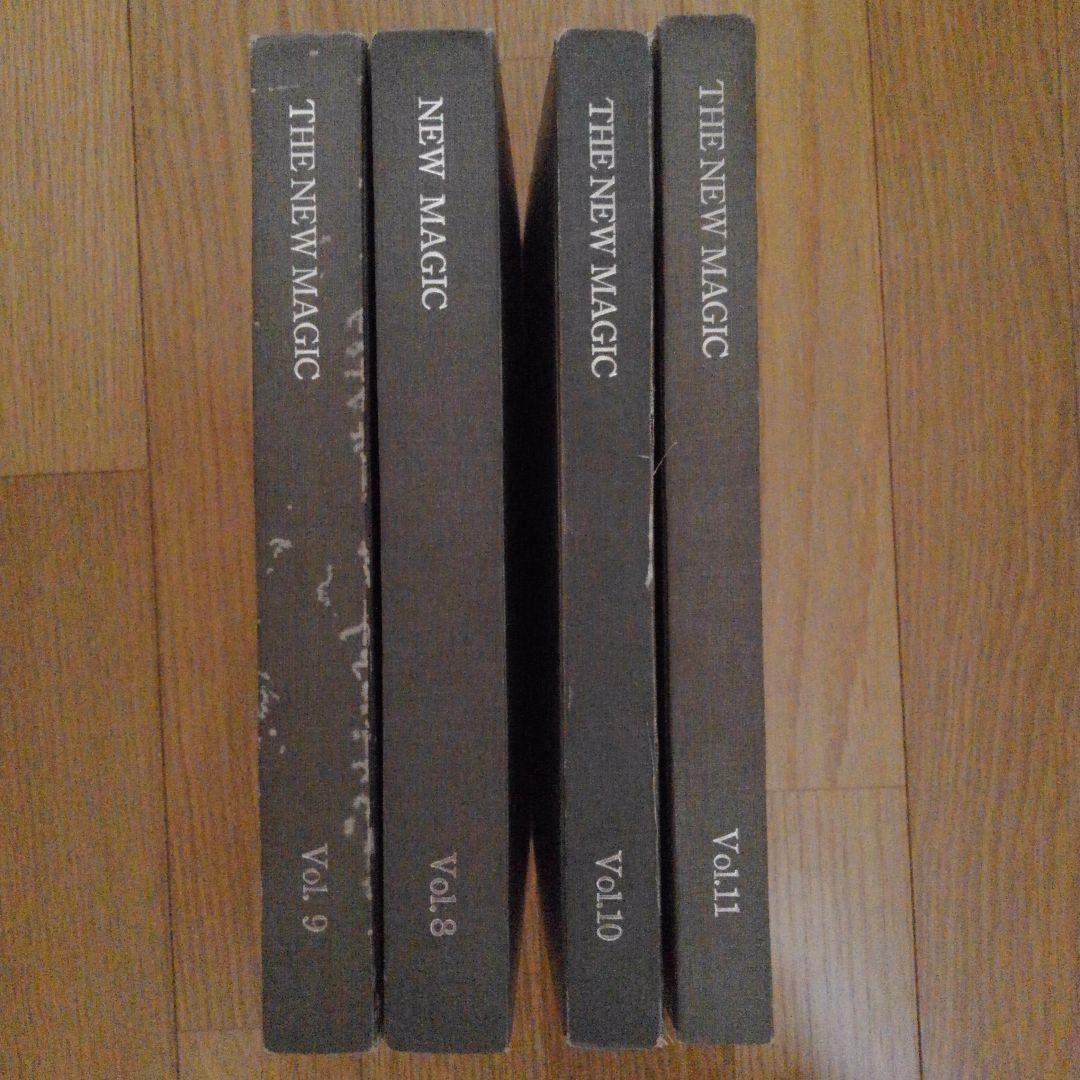 THE NEW MAGIC
Vol. 9
NEW MAGIC
Vol. 8
THE NEW MAGIC
Vol.10
THE NEW MAGIC
Vol.11